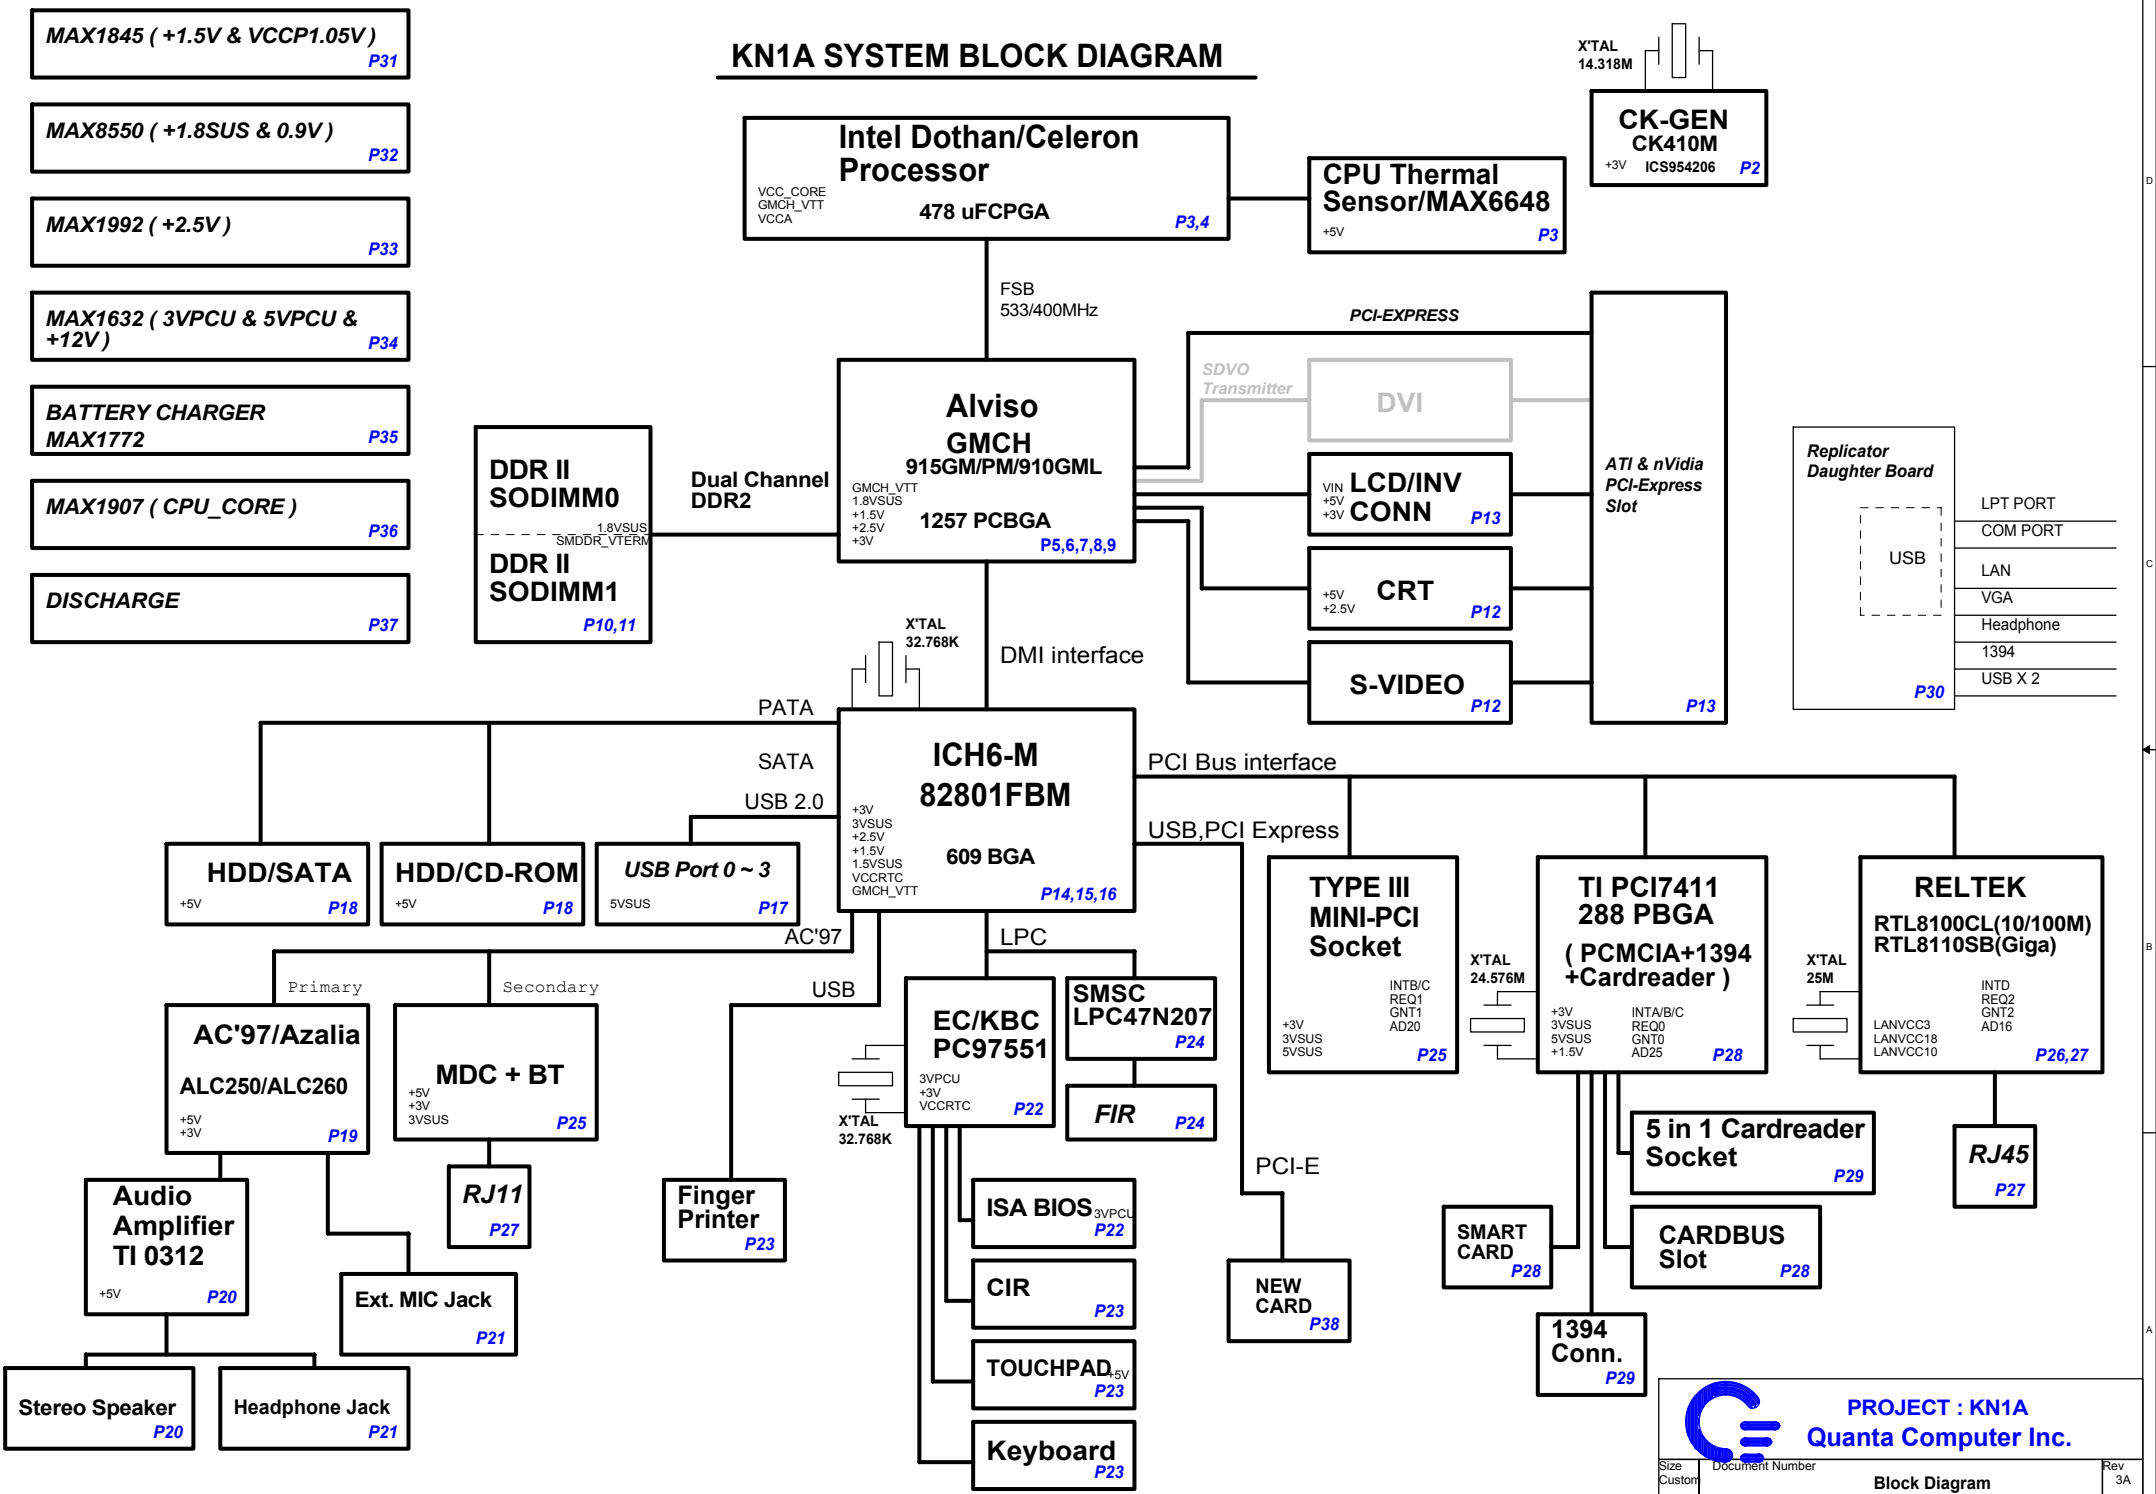 KN1A SYSTEM BLOCK DIAGRAM
MAX1845 ( +1.5V & VCCP1.05V )
P31
MAX8550 ( +1.8SUS & 0.9V )
P32
MAX1992 ( +2.5V )
P33
MAX1632 ( 3VPCU & 5VPCU &
+12V )
P34
BATTERY CHARGER
MAX1772
P35
MAX1907 ( CPU_CORE )
P36
DISCHARGE
P37
Intel Dothan/Celeron
Processor
VCC_CORE
GMCH_VTT
VCCA
478 uFCPGA
P3,4
CPU Thermal
Sensor/MAX6648
+5V
P3
X'TAL
14.318M
CK-GEN
CK410M
+3V
ICS954206
P2
FSB
533/400MHz
Alviso
GMCH
915GM/PM/910GML
GMCH_VTT
1.8VSUS
+1.5V
+2.5V
+3V
1257 PCBGA
P5,6,7,8,9
DDR II
SODIMM0
1.8VSUS
SMDDR_VTERM
DDR II
SODIMM1
P10,11
Dual Channel
DDR2
PCI-EXPRESS
SDVO
Transmitter
DVI
VIN
+5V
+3V
LCD/INV
CONN
P13
+5V
+2.5V
CRT
P12
S-VIDEO
P12
ATI & nVidia
PCI-Express
Slot
P13
Replicator
Daughter Board
USB
P30
LPT PORT
COM PORT
LAN
VGA
Headphone
1394
USB X 2
X'TAL
32.768K
DMI interface
ICH6-M
82801FBM
+3V
3VSUS
+2.5V
+1.5V
1.5VSUS
VCCRTC
GMCH_VTT
609 BGA
P14,15,16
PATA
SATA
USB 2.0
HDD/SATA
+5V
P18
HDD/CD-ROM
+5V
P18
USB Port 0 ~ 3
5VSUS
P17
PCI Bus interface
USB,PCI Express
AC'97
LPC
USB
Primary
Secondary
AC'97/Azalia
ALC250/ALC260
+5V
+3V
P19
MDC + BT
+5V
+3V
3VSUS
P25
RJ11
P27
Audio
Amplifier
TI 0312
+5V
P20
Ext. MIC Jack
P21
Stereo Speaker
P20
Headphone Jack
P21
Finger
Printer
P23
EC/KBC
PC97551
3VPCU
+3V
VCCRTC
P22
X'TAL
32.768K
SMSC
LPC47N207
P24
FIR
P24
ISA BIOS
3VPCU
P22
CIR
P23
TOUCHPAD
+5V
P23
Keyboard
P23
PCI-E
NEW
CARD
P38
TYPE III
MINI-PCI
Socket
INTB/C
REQ1
GNT1
AD20
+3V
3VSUS
5VSUS
P25
TI PCI7411
288 PBGA
( PCMCIA+1394
+Cardreader )
X'TAL
24.576M
+3V
3VSUS
5VSUS
+1.5V
INTA/B/C
REQ0
GNT0
AD25
P28
RELTEK
RTL8100CL(10/100M)
RTL8110SB(Giga)
X'TAL
25M
INTD
REQ2
GNT2
AD16
LANVCC3
LANVCC18
LANVCC10
P26,27
5 in 1 Cardreader
Socket
P29
RJ45
P27
SMART
CARD
P28
CARDBUS
Slot
P28
1394
Conn.
P29
D
C
B
A
PROJECT : KN1A
Quanta Computer Inc.
Size
Custom
Document Number
Block Diagram
Rev
3A